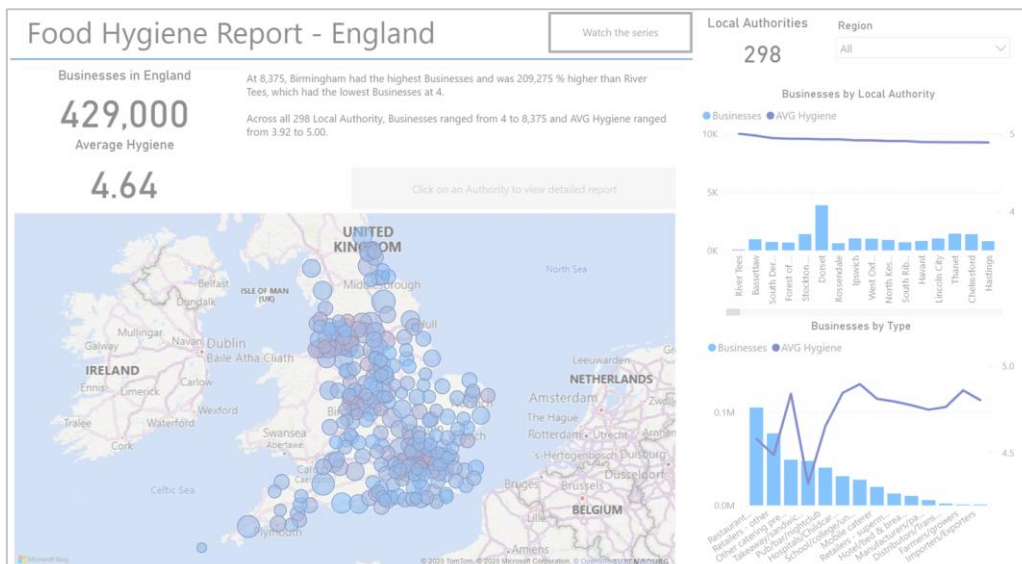 Food Hygiene Report - England
Watch the series
Local Authorities
298
Region
All
Businesses in England
429,000
Average Hygiene
4.64
At 8,375, Birmingham had the highest Businesses and was 209,275 % higher than River
Tees, which had the lowest Businesses at 4.
Across all 298 Local Authority, Businesses ranged from 4 to 8,375 and AVG Hygiene ranged
from 3.92 to 5.00.
Click on an Authority to view detailed report
Businesses by Local Authority
Businesses AVG Hygiene
10K
5
5K
4
0K
River Tees
Bassetlaw
South Der...
Forest of ...
Stockton ...
Dorset
Rossendale
Ipswich
West Oxf...
North Kes...
South Rib...
Havant
Lincoln City
Thanet
Chelmsford
Hastings
Businesses by Type
Businesses AVG Hygiene
5.0
0.1M
4.5
0.0M
Restaurant...
Retailers - other
Other catering pre...
Takeaway/sandwic...
Pub/bar/nightclub
Hospitals/Childcar...
School/college/un...
Mobile caterer
Retailers - superm...
Hotel/bed & brea...
Manufacturers/pa...
Distributors/Trans...
Farmers/growers
Importers/Exporters
UNITED
KINGDOM
North Sea
Belfast
ISLE OF MAN
(UK)
Dundalk
Mullingar
Navan
Galway
Dublin
Baile Átha Cliath
IRELAND
Ennis
Limerick
Carlow
Wexford
Tralee
Waterford
Cork
Swansea
Abertawe
Celtic Sea
Plymouth
Leeuwarden
NETHERLANDS
Amsterdam
The Hague
Rotterdam
Utrecht
s-Hertogenbosch
Duisburg
Düsseldorf
Bruges
Brussels
BELGIUM
Lille
Amiens
Microsoft Bing
© 2025 TomTom, © 2025 Microsoft Corporation, © OpenStreetMap